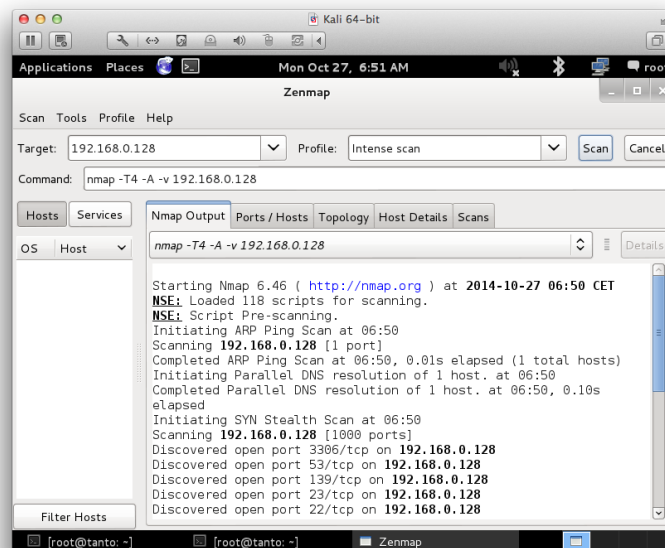 Kali 64-bit
Applications Places Mon Oct 27, 6:51 AM root
Zenmap
Scan Tools Profile Help
Target: 192.168.0.128 Profile: Intense scan Scan Cancel
Command: nmap -T4 -A -v 192.168.0.128
Hosts Services Nmap Output Ports / Hosts Topology Host Details Scans
OS Host nmap -T4 -A -v 192.168.0.128 Details
Starting Nmap 6.46 ( http://nmap.org ) at 2014-10-27 06:50 CET
NSE: Loaded 118 scripts for scanning.
NSE: Script Pre-scanning.
Initiating ARP Ping Scan at 06:50
Scanning 192.168.0.128 [1 port]
Completed ARP Ping Scan at 06:50, 0.01s elapsed (1 total hosts)
Initiating Parallel DNS resolution of 1 host. at 06:50
Completed Parallel DNS resolution of 1 host. at 06:50, 0.10s
elapsed
Initiating SYN Stealth Scan at 06:50
Scanning 192.168.0.128 [1000 ports]
Discovered open port 3306/tcp on 192.168.0.128
Discovered open port 53/tcp on 192.168.0.128
Discovered open port 139/tcp on 192.168.0.128
Discovered open port 23/tcp on 192.168.0.128
Discovered open port 22/tcp on 192.168.0.128
Filter Hosts
[root@tanto: ~] [root@tanto: ~] Zenmap